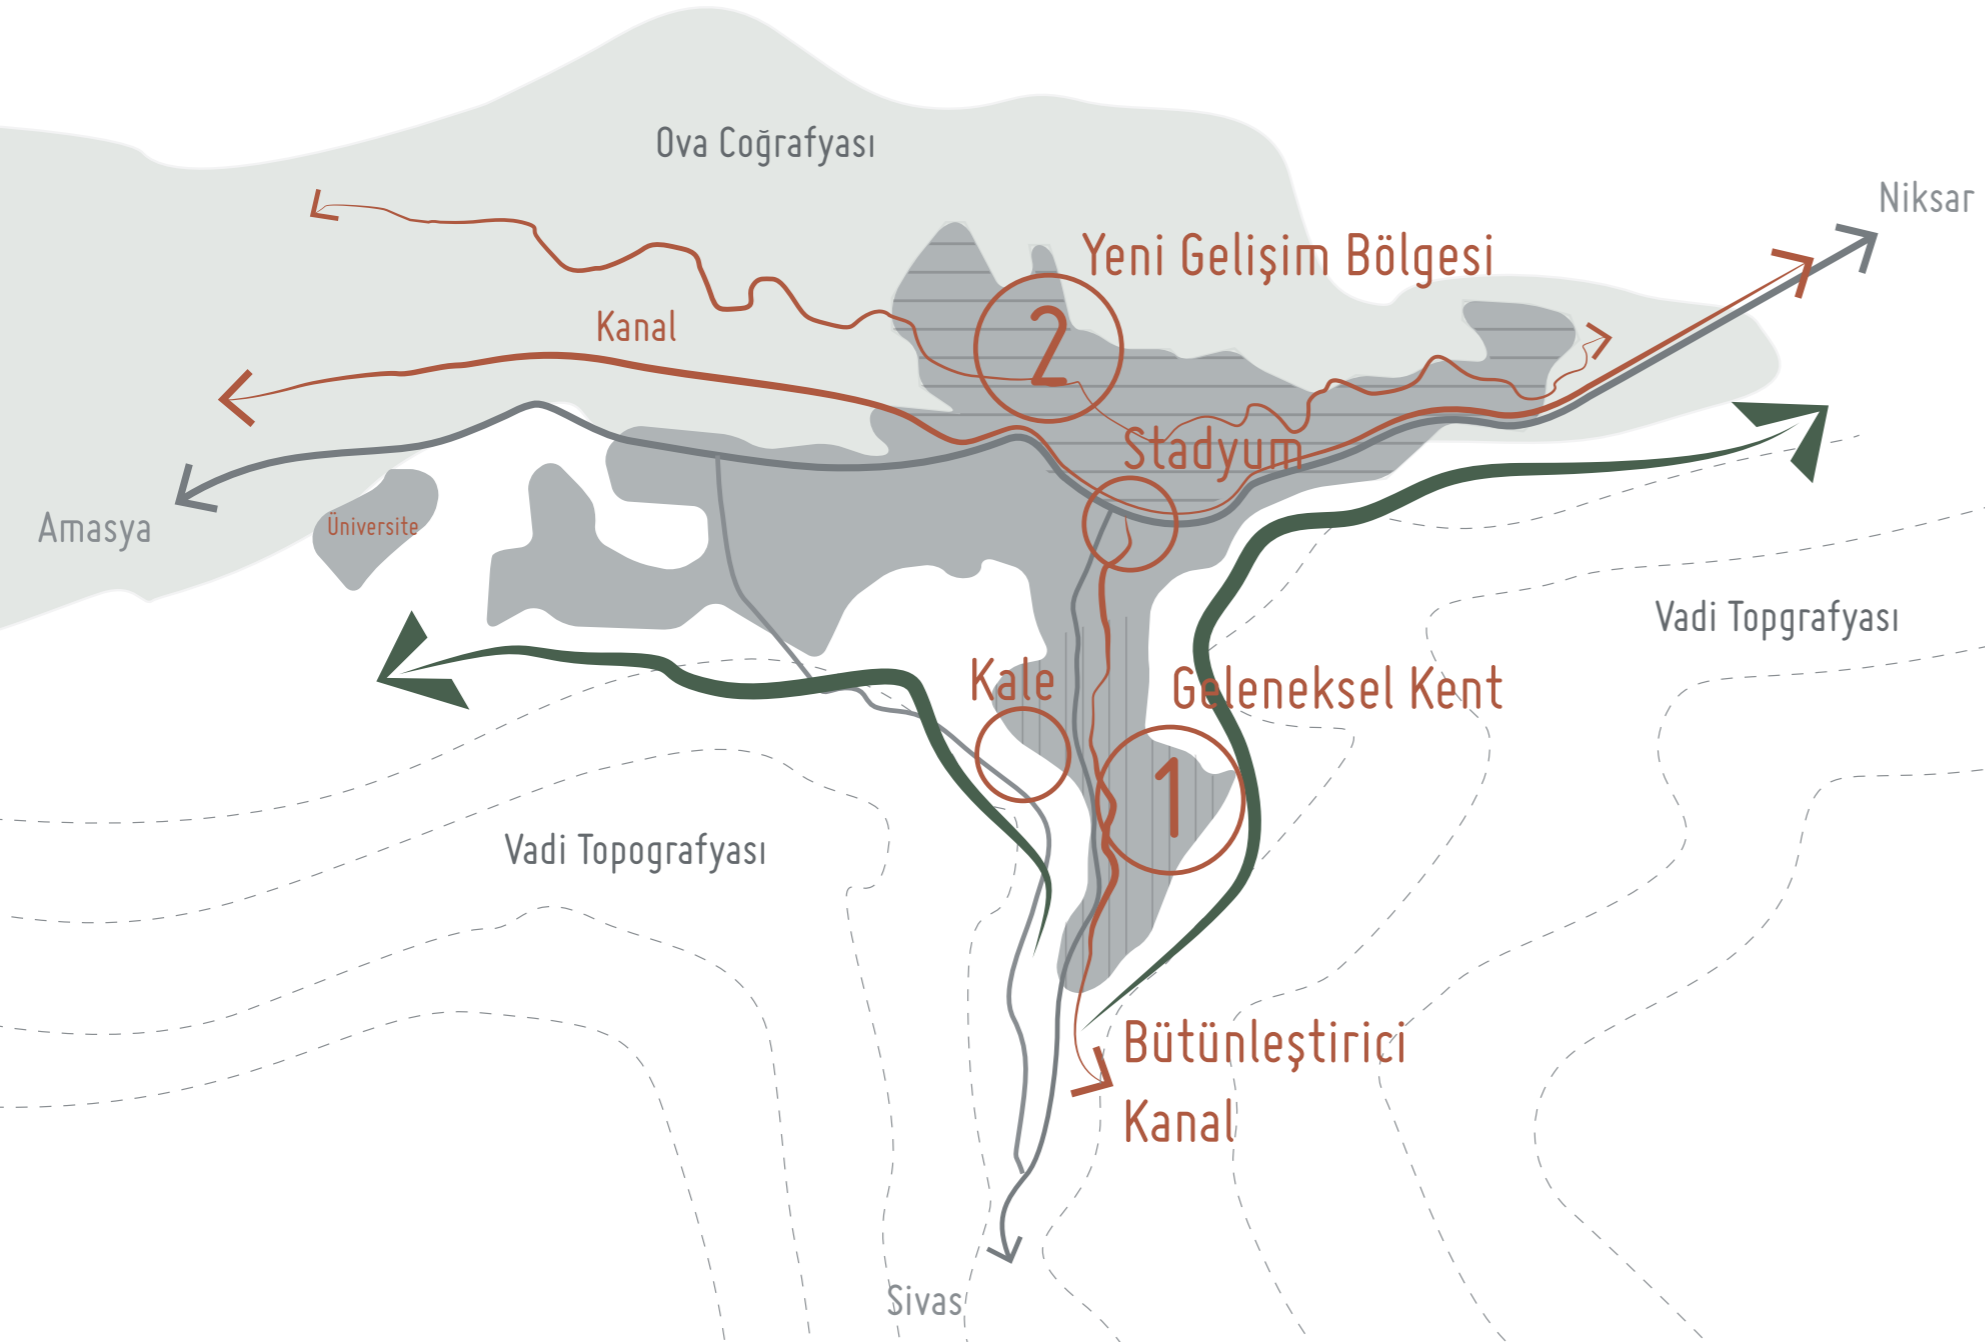 Ova Coğrafyası
Niksar
Yeni Gelişim Bölgesi
2
Kanal
Stadyum
Amasya
Üniversite
Vadi Topgrafyası
Kale
Geleneksel Kent
1
Vadi Topografyası
Bütünleştirici
Kanal
Sivas